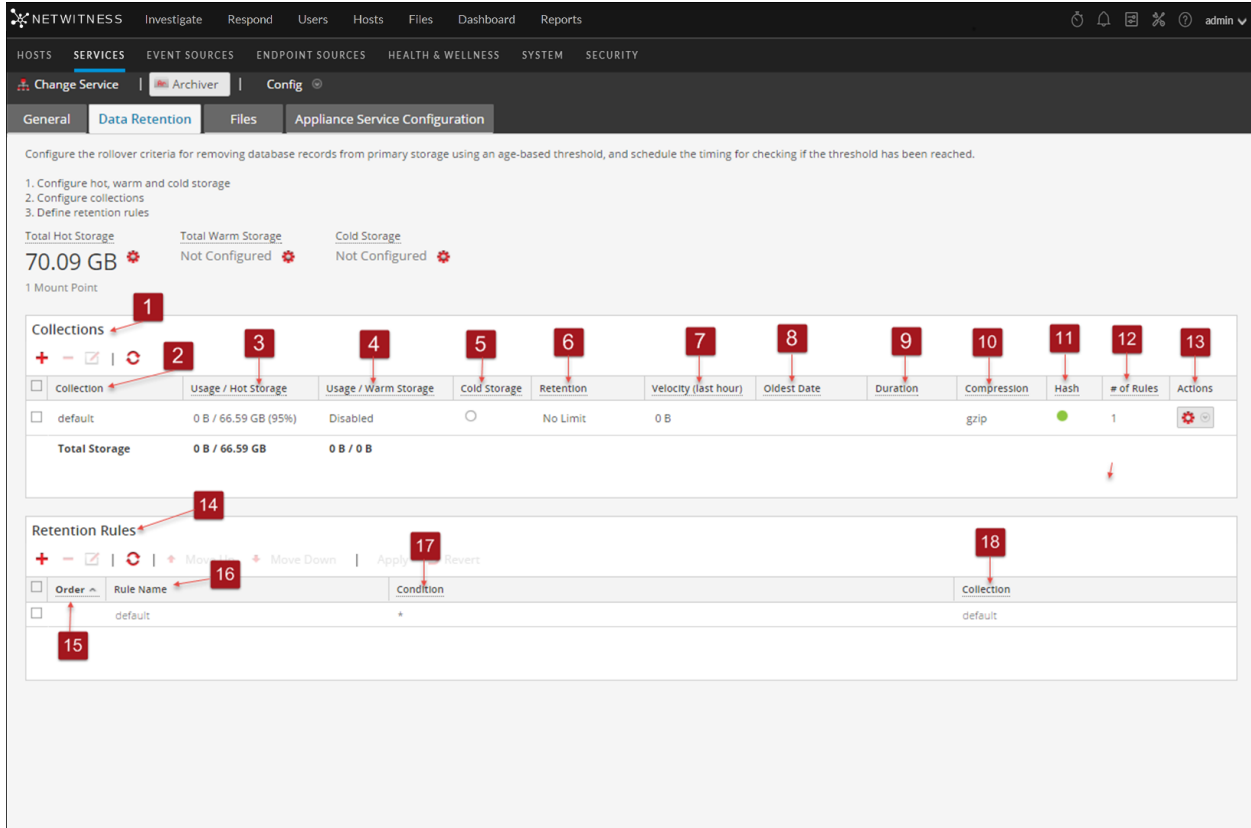 NETWITNESS Investigate Respond Users Hosts Files Dashboard Reports admin
HOSTS SERVICES EVENT SOURCES ENDPOINT SOURCES HEALTH & WELLNESS SYSTEM SECURITY
Change Service | Archiver | Config
General Data Retention Files Appliance Service Configuration
Configure the rollover criteria for removing database records from primary storage using an age-based threshold, and schedule the timing for checking if the threshold has been reached.
1. Configure hot, warm and cold storage
2. Configure collections
3. Define retention rules
Total Hot Storage Total Warm Storage Cold Storage
70.09 GB Not Configured Not Configured
1 Mount Point
1
Collections
2 3 4 5 6 7 8 9 10 11 12 13
Collection Usage / Hot Storage Usage / Warm Storage Cold Storage Retention Velocity (last hour) Oldest Date Duration Compression Hash # of Rules Actions
default 0 B / 66.59 GB (95%) Disabled No Limit 0 B gzip 1
Total Storage 0 B / 66.59 GB 0 B / 0 B
14
Retention Rules
17 18
Move Down | Apply Revert
16
Order Rule Name Condition Collection
default * default
15